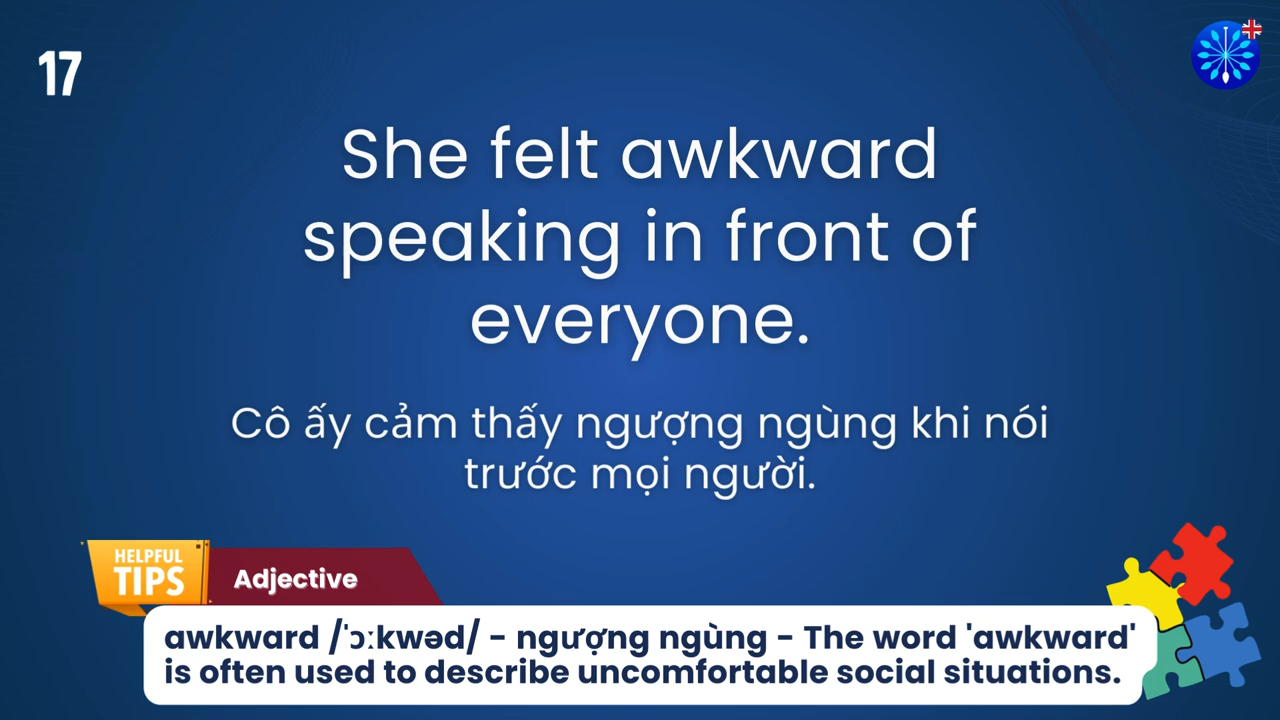 17
She felt awkward
speaking in front of
everyone.
Cô ấy cảm thấy ngượng ngùng khi nói
trước mọi người.
HELPFUL
TIPS
Adjective
awkward /ˈɔːkwəd/ - ngượng ngùng - The word 'awkward'
is often used to describe uncomfortable social situations.